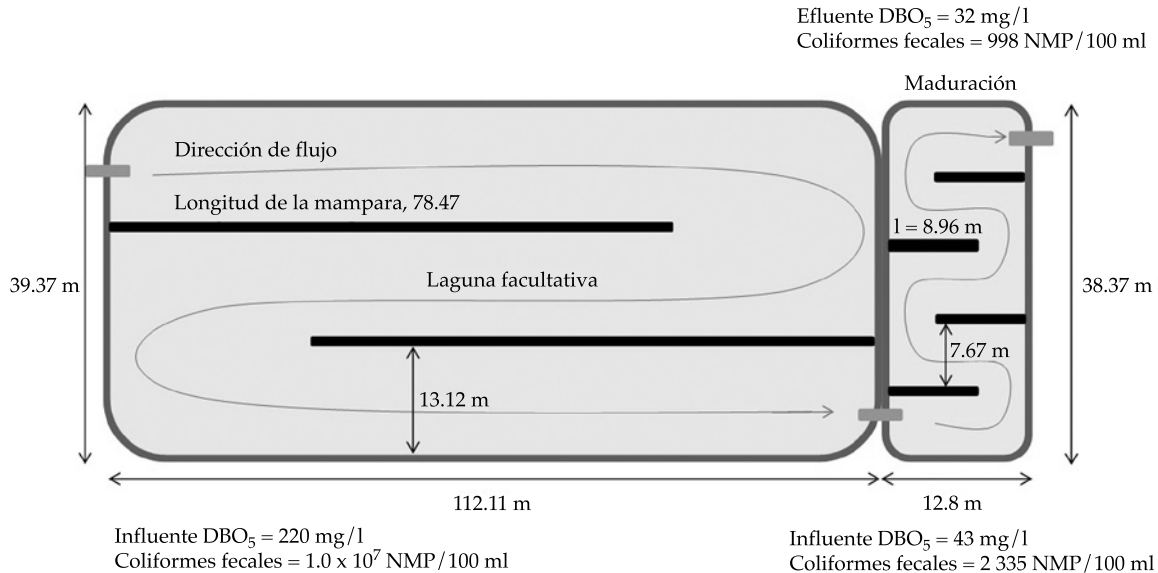 Efluente DBO₅ = 32 mg/l
Coliformes fecales = 998 NMP/100 ml
Maduración
Dirección de flujo
Longitud de la mampara, 78.47
l = 8.96 m
39.37 m
Laguna facultativa
38.37 m
7.67 m
13.12 m
112.11 m
12.8 m
Influente DBO₅ = 220 mg/l
Coliformes fecales = 1.0 x 10⁷ NMP/100 ml
Influente DBO₅ = 43 mg/l
Coliformes fecales = 2 335 NMP/100 ml